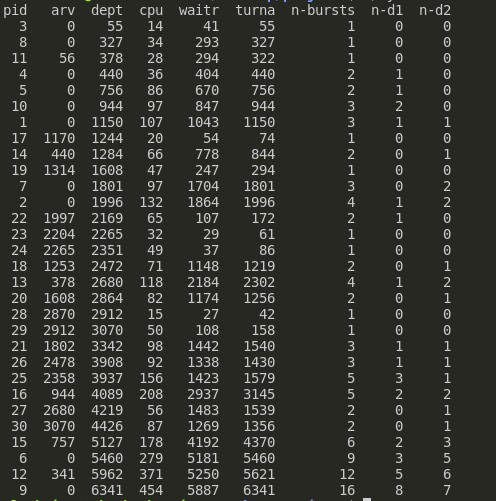 pid arv dept cpu waitr turna n-bursts n-d1 n-d2
3 0 55 14 41 55 1 0 0
8 0 327 34 293 327 1 0 0
11 56 378 28 294 322 1 0 0
4 0 440 36 404 440 2 1 0
5 0 756 86 670 756 2 1 0
10 0 944 97 847 944 3 2 0
1 0 1150 107 1043 1150 3 1 1
17 1170 1244 20 54 74 1 0 0
14 440 1284 66 778 844 2 0 1
19 1314 1608 47 247 294 1 0 0
7 0 1801 97 1704 1801 3 0 2
2 0 1996 132 1864 1996 4 1 2
22 1997 2169 65 107 172 2 1 0
23 2204 2265 32 29 61 1 0 0
24 2265 2351 49 37 86 1 0 0
18 1253 2472 71 1148 1219 2 0 1
13 378 2680 118 2184 2302 4 1 2
20 1608 2864 82 1174 1256 2 0 1
28 2870 2912 15 27 42 1 0 0
29 2912 3070 50 108 158 1 0 0
21 1802 3342 98 1442 1540 3 1 1
26 2478 3908 92 1338 1430 3 1 1
25 2358 3937 156 1423 1579 5 3 1
16 944 4089 208 2937 3145 5 2 2
27 2680 4219 56 1483 1539 2 0 1
30 3070 4426 87 1269 1356 2 0 1
15 757 5127 178 4192 4370 6 2 3
6 0 5460 279 5181 5460 9 3 5
12 341 5962 371 5250 5621 12 5 6
9 0 6341 454 5887 6341 16 8 7